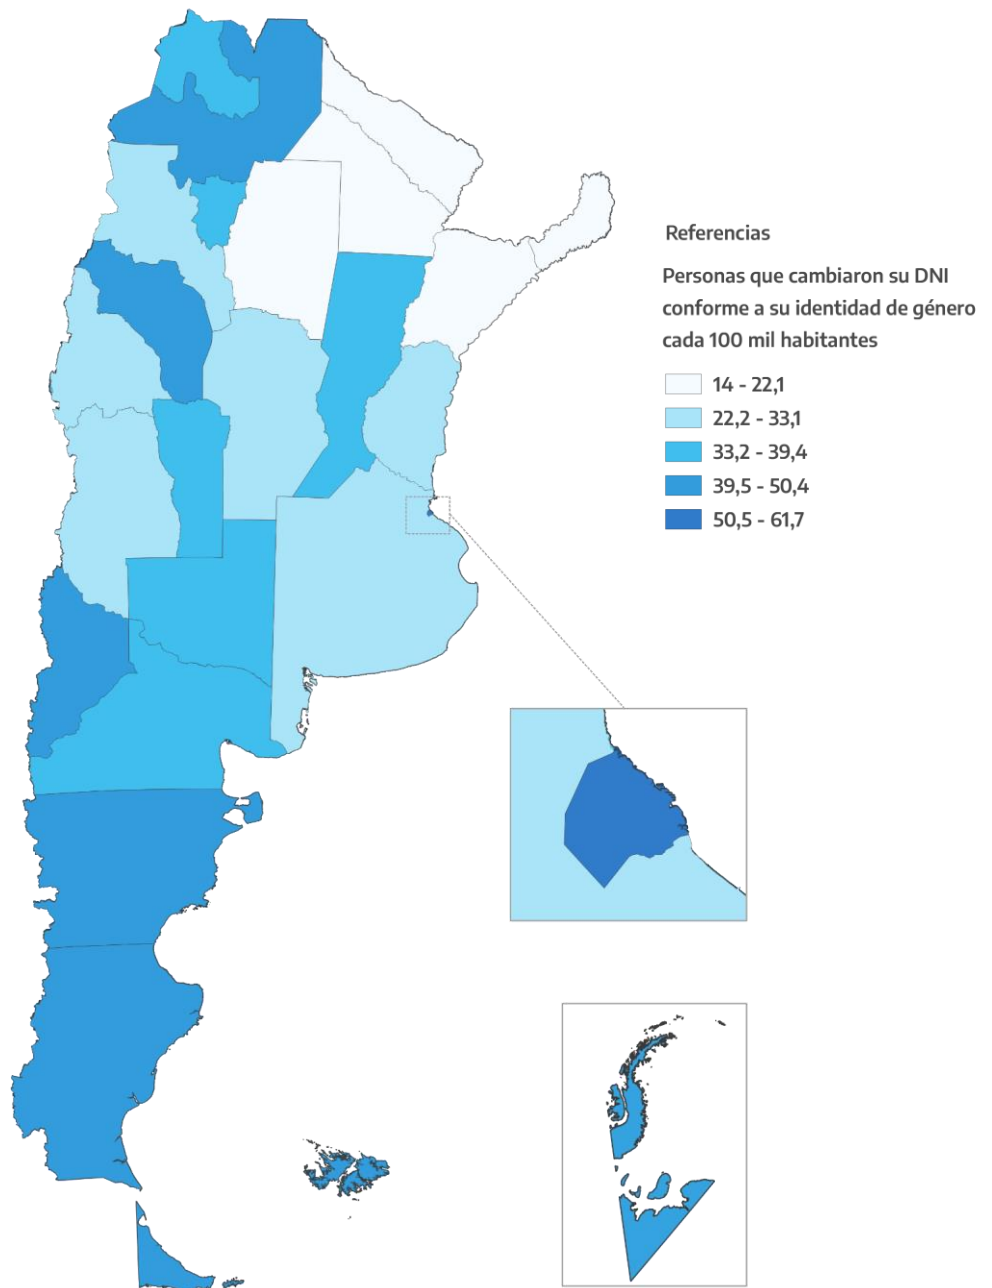 Referencias
Personas que cambiaron su DNI
conforme a su identidad de género
cada 100 mil habitantes
14 - 22,1
22,2 - 33,1
33,2 - 39,4
39,5 - 50,4
50,5 - 61,7